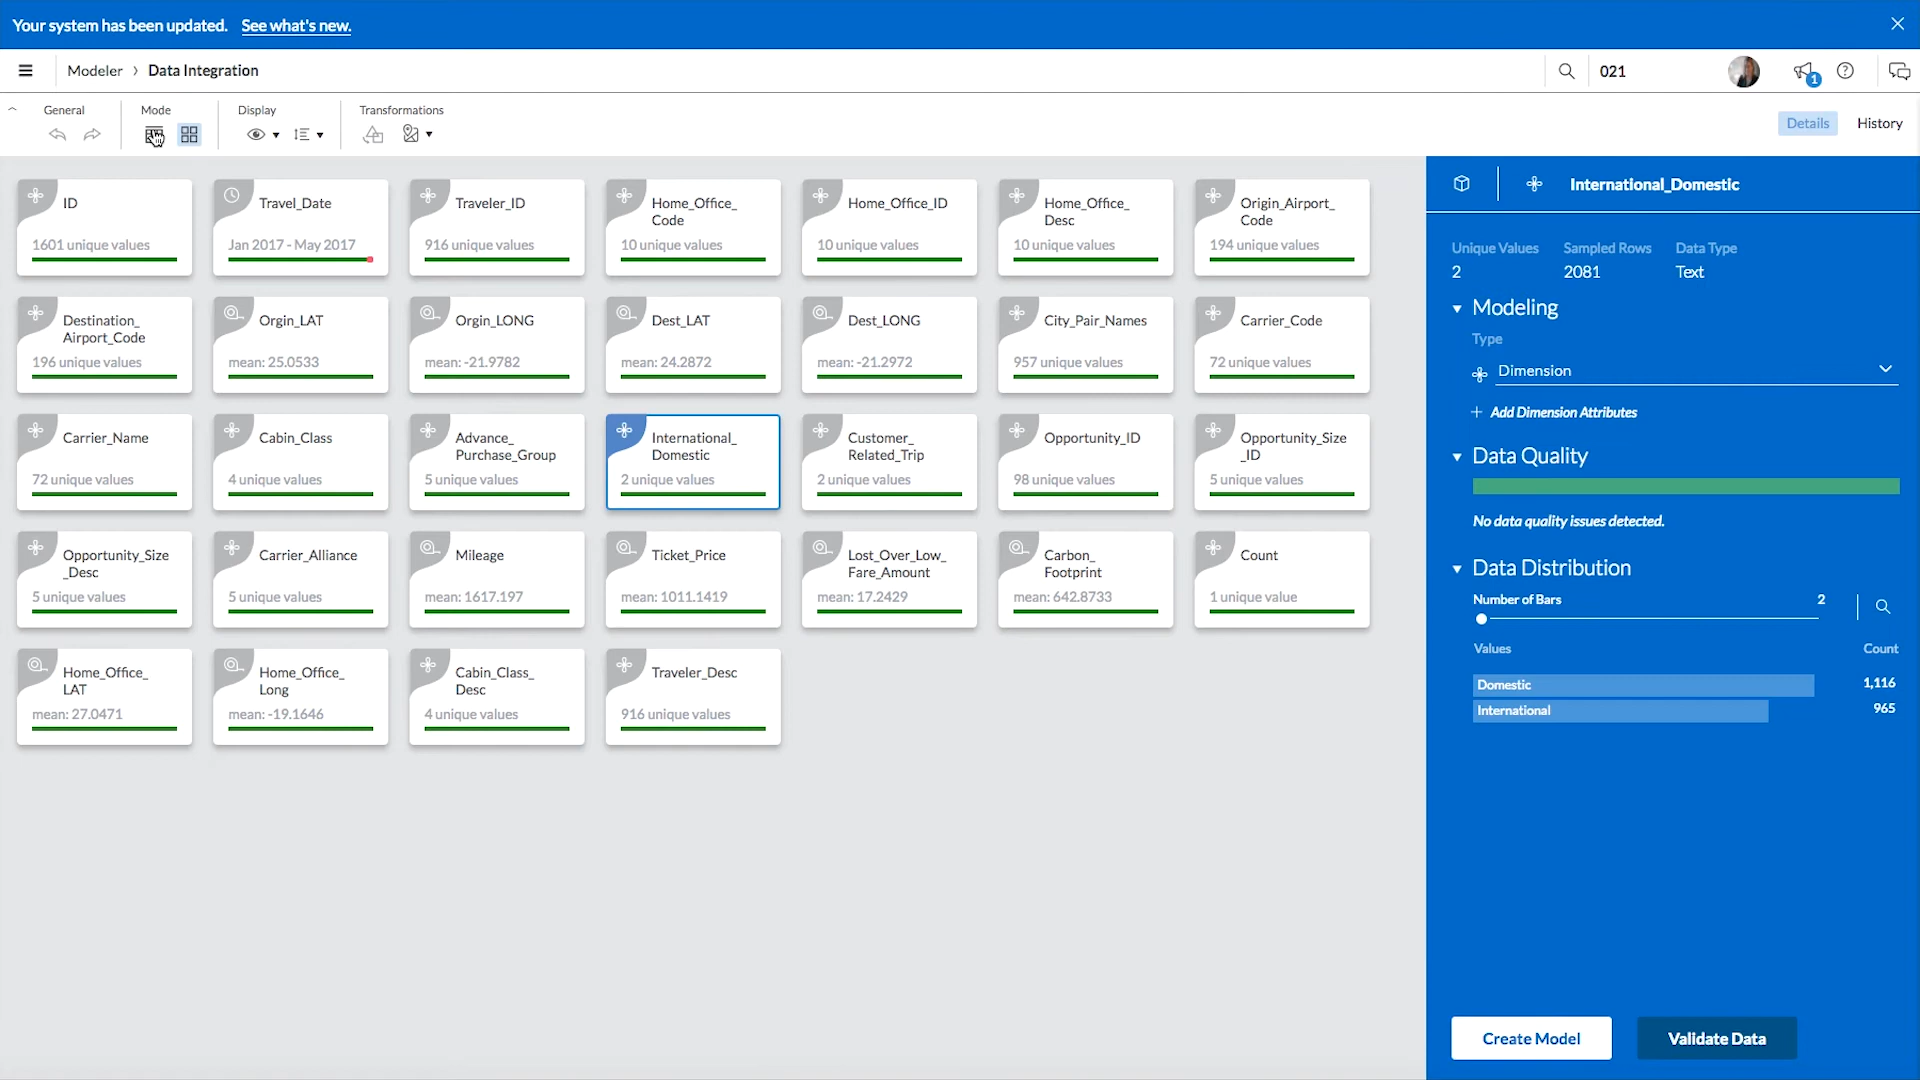 Your system has been updated. See what's new.
Modeler › Data Integration
021
1
General
Mode
Display
Transformations
Details
History
ID
1601 unique values
Travel_Date
Jan 2017 - May 2017
Traveler_ID
916 unique values
Home_Office_
Code
10 unique values
Home_Office_ID
10 unique values
Home_Office_
Desc
10 unique values
Origin_Airport_
Code
194 unique values
Destination_
Airport_Code
196 unique values
Orgin_LAT
mean: 25.0533
Orgin_LONG
mean: -21.9782
Dest_LAT
mean: 24.2872
Dest_LONG
mean: -21.2972
City_Pair_Names
957 unique values
Carrier_Code
72 unique values
Carrier_Name
72 unique values
Cabin_Class
4 unique values
Advance_
Purchase_Group
5 unique values
International_
Domestic
2 unique values
Customer_
Related_Trip
2 unique values
Opportunity_ID
98 unique values
Opportunity_Size
_ID
5 unique values
Opportunity_Size
_Desc
5 unique values
Carrier_Alliance
5 unique values
Mileage
mean: 1617.197
Ticket_Price
mean: 1011.1419
Lost_Over_Low_
Fare_Amount
mean: 17.2429
Carbon_
Footprint
mean: 642.8733
Count
1 unique value
Home_Office_
LAT
mean: 27.0471
Home_Office_
Long
mean: -19.1646
Cabin_Class_
Desc
4 unique values
Traveler_Desc
916 unique values
International_Domestic
Unique Values Sampled Rows Data Type
2 2081 Text
Modeling
Type
Dimension
+ Add Dimension Attributes
Data Quality
No data quality issues detected.
Data Distribution
Number of Bars 2
Values Count
Domestic 1,116
International 965
Create Model
Validate Data